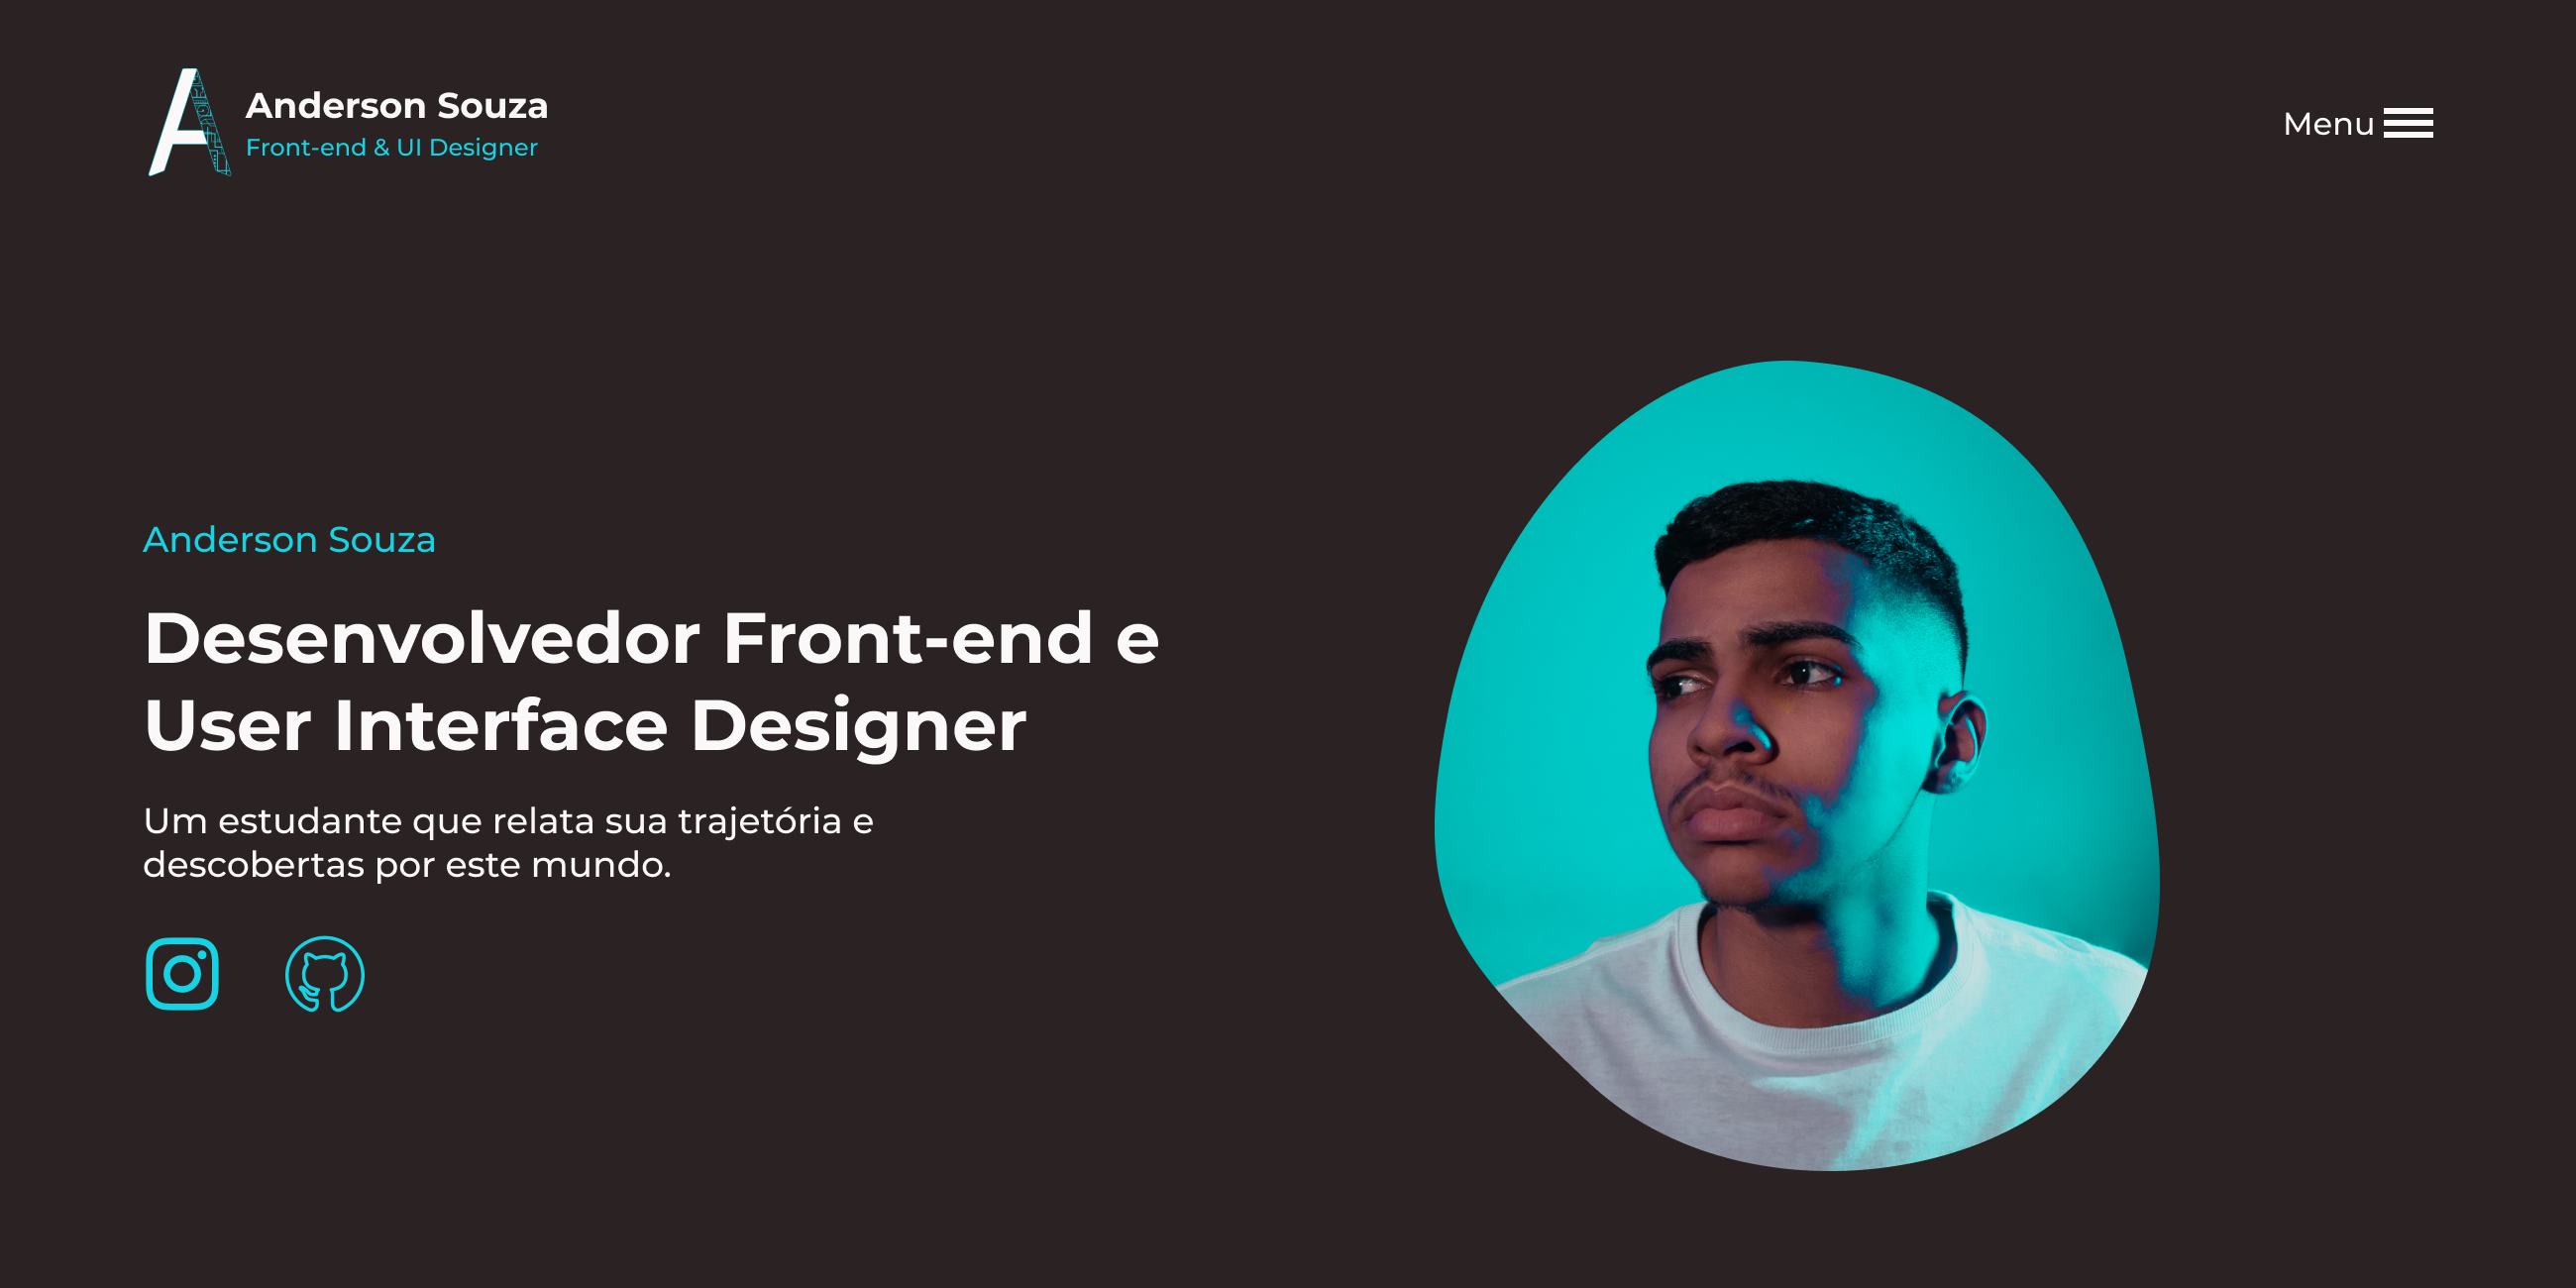 Anderson Souza
Front-end & UI Designer
Menu
Anderson Souza
Desenvolvedor Front-end e
User Interface Designer
Um estudante que relata sua trajetória e
descobertas por este mundo.